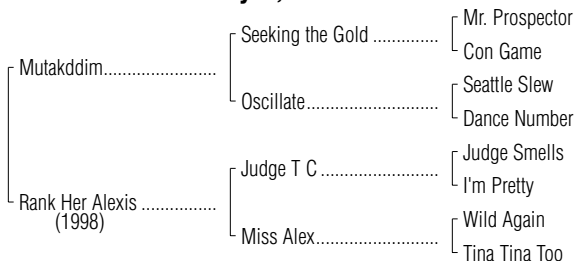 Mr. Prospector
Seeking the Gold ..............
Con Game
Mutakddim........................
Seattle Slew
Oscillate............................
Dance Number
Judge Smells
Judge T C .........................
I'm Pretty
Rank Her Alexis ................
(1998)
Wild Again
Miss Alex..........................
Tina Tina Too